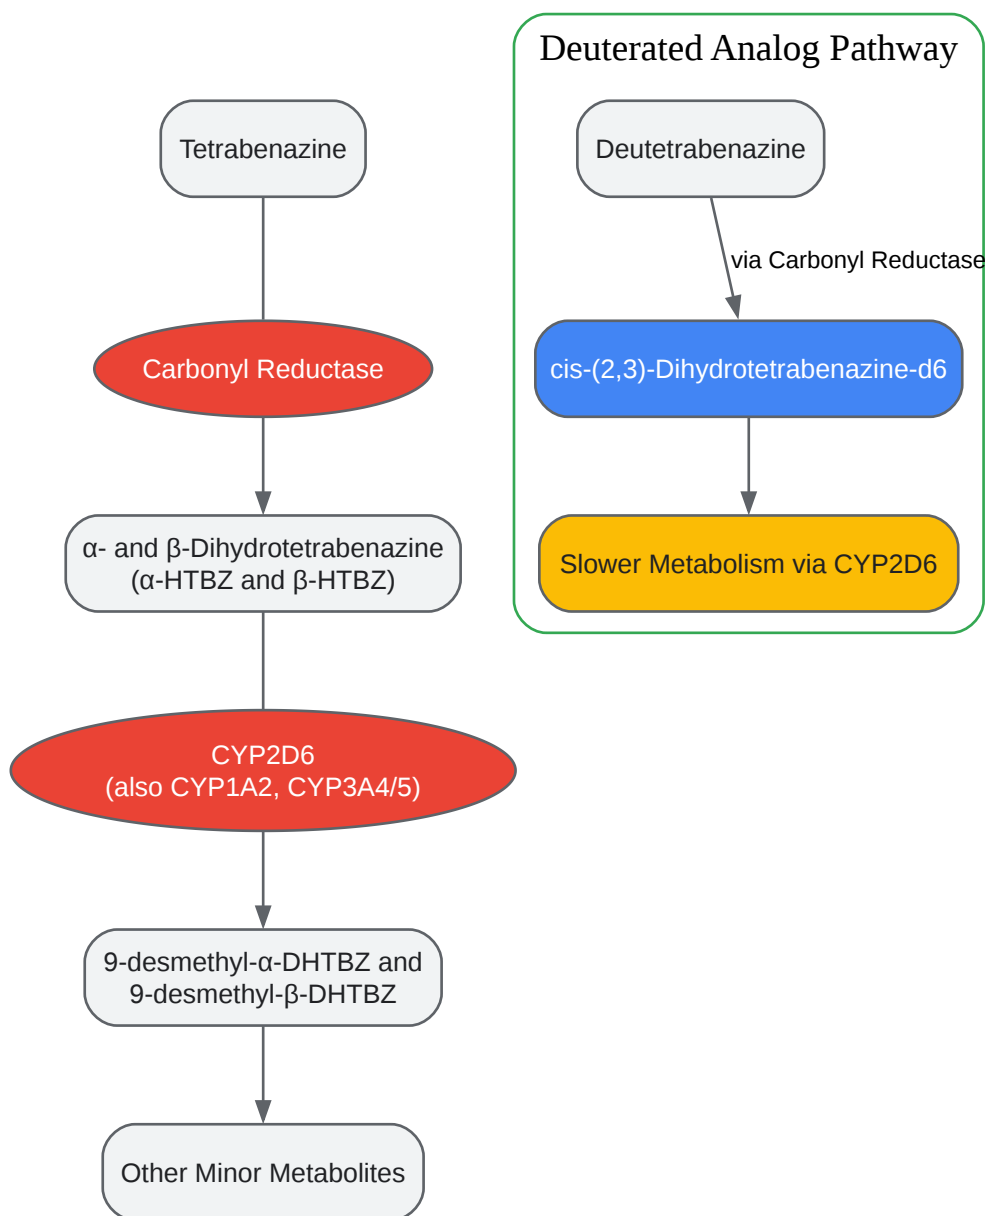 Deuterated Analog Pathway
Tetrabenazine
Deutetrabenazine
via Carbonyl Reductase
Carbonyl Reductase
cis-(2,3)-Dihydrotetrabenazine-d6
α- and β-Dihydrotetrabenazine
(α-HTBZ and β-HTBZ)
Slower Metabolism via CYP2D6
CYP2D6
(also CYP1A2, CYP3A4/5)
9-desmethyl-α-DHTBZ and
9-desmethyl-β-DHTBZ
Other Minor Metabolites